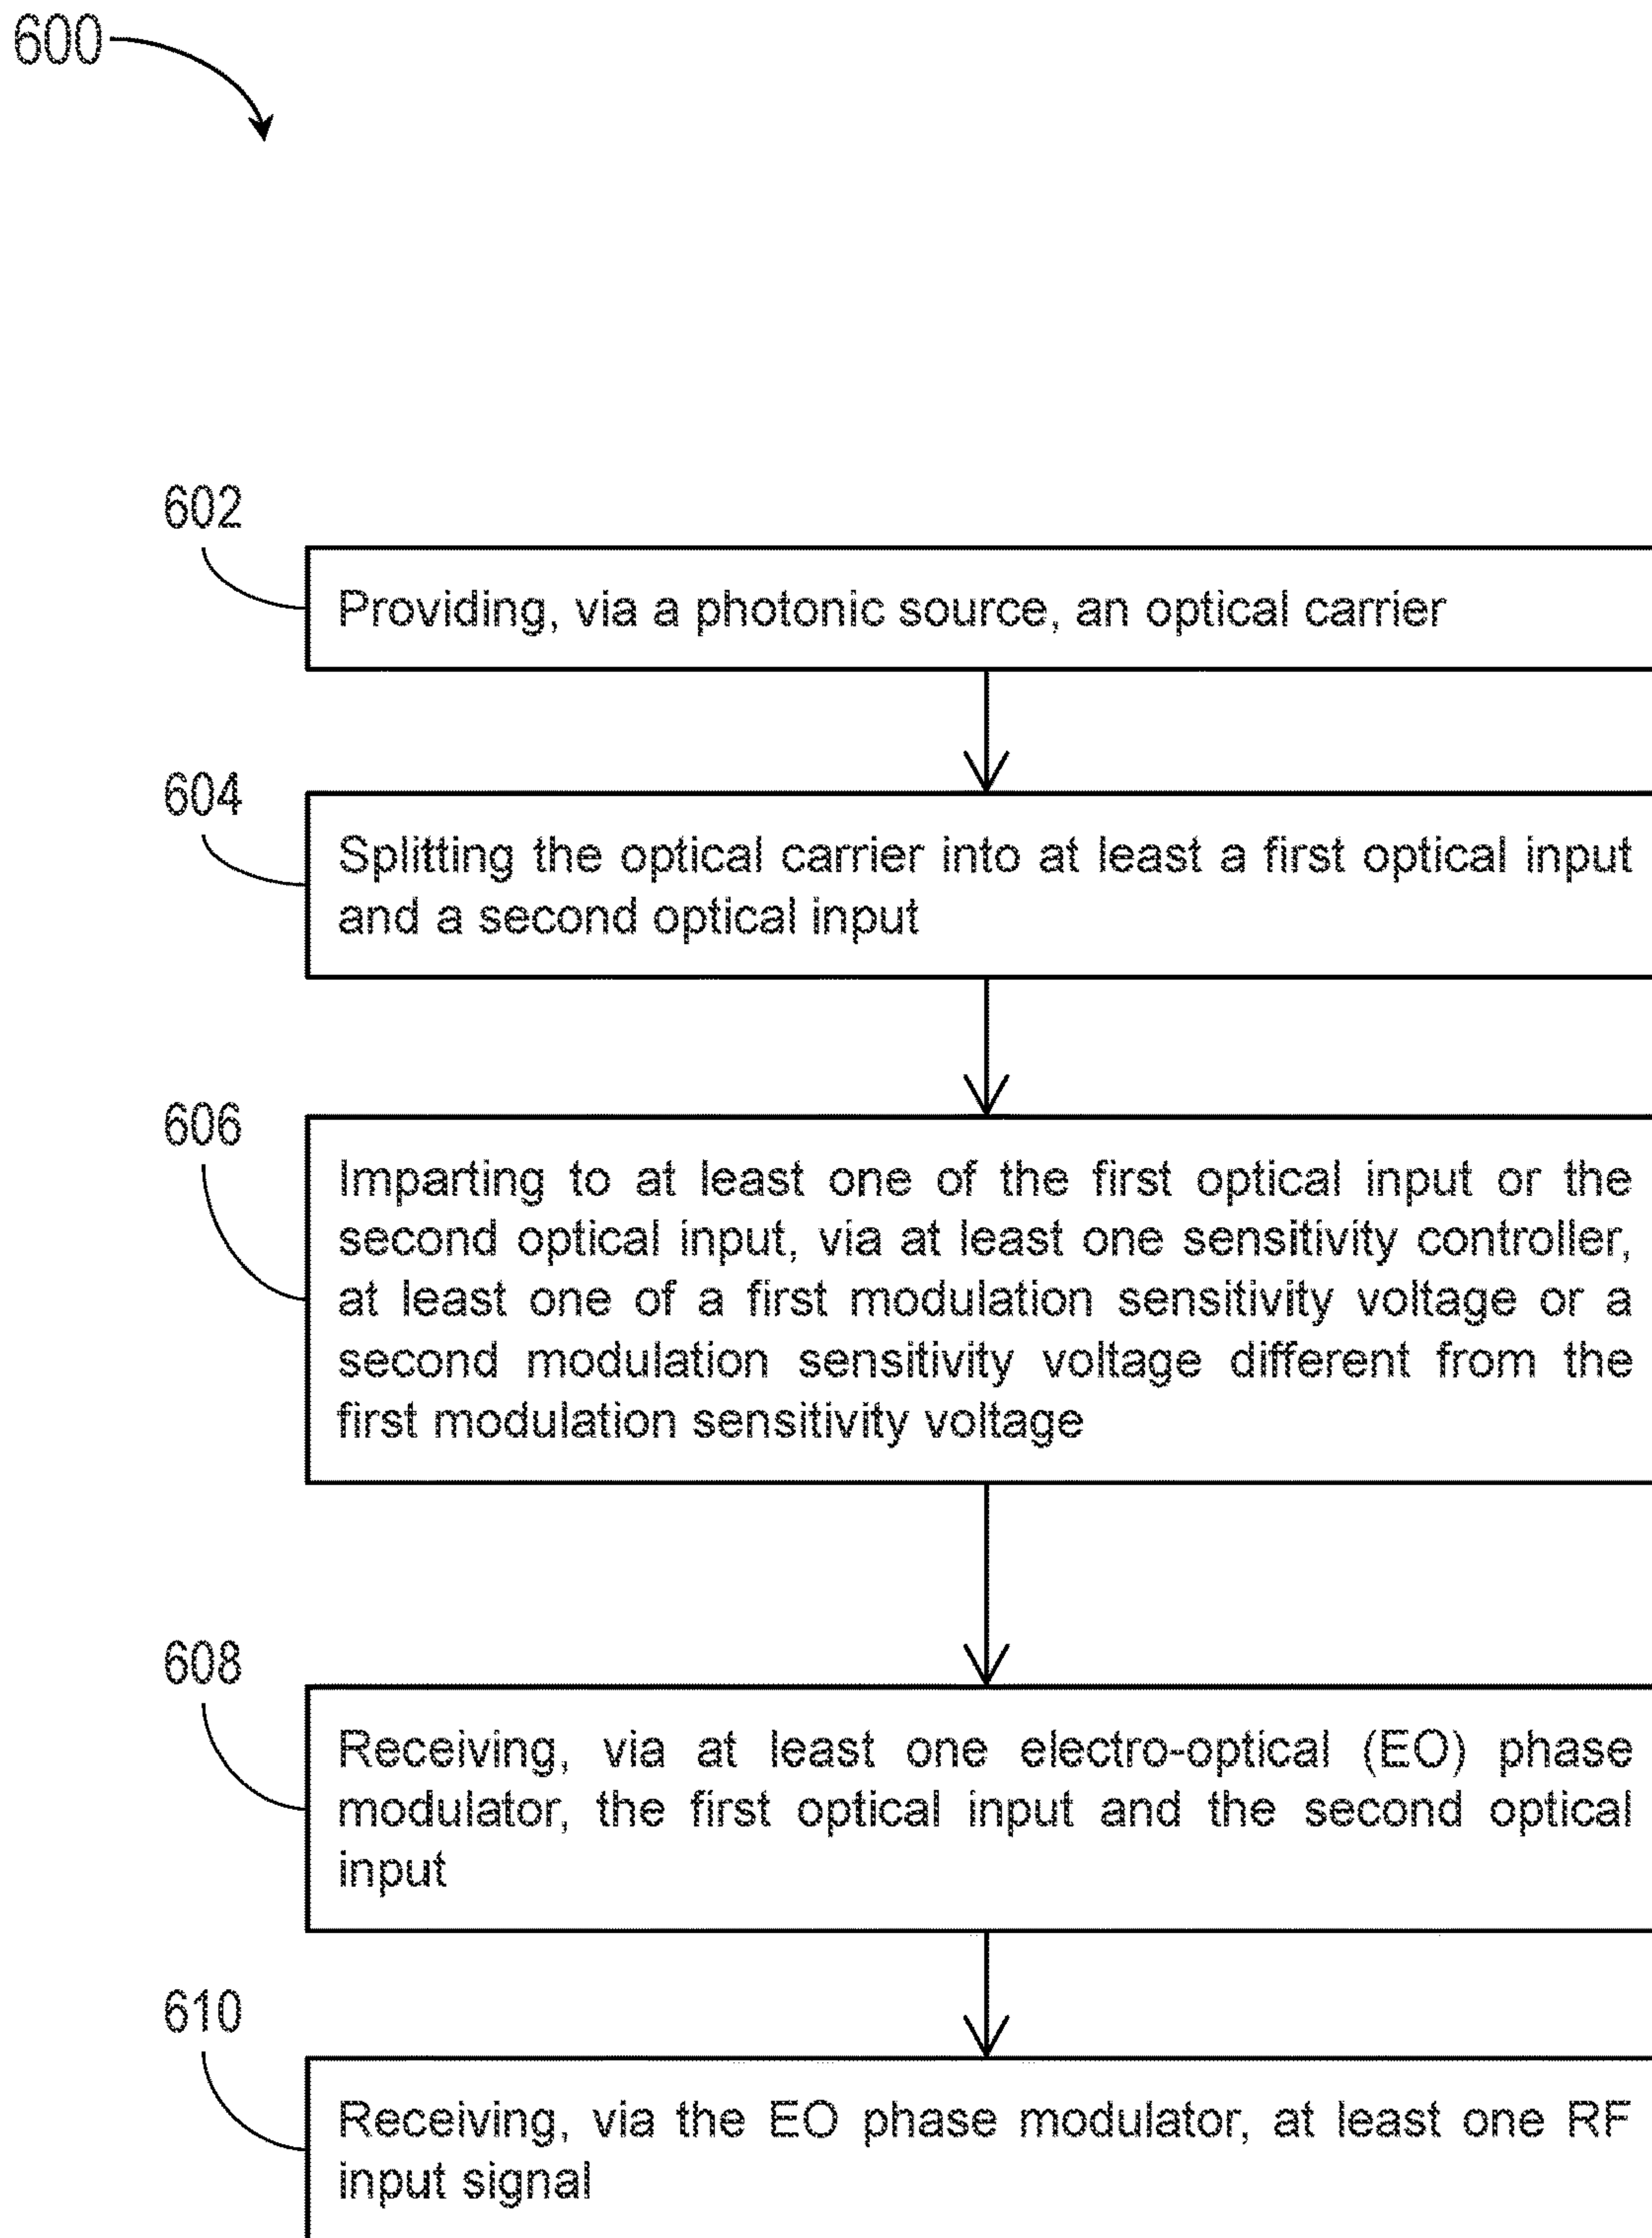 600
602
Providing, via a photonic source, an optical carrier
604
Splitting the optical carrier into at least a first optical input
and a second optical input
606
Imparting to at least one of the first optical input or the
second optical input, via at least one sensitivity controller,
at least one of a first modulation sensitivity voltage or a
second modulation sensitivity voltage different from the
first modulation sensitivity voltage
608
Receiving, via at least one electro-optical (EO) phase
modulator, the first optical input and the second optical
input
610
Receiving, via the EO phase modulator, at least one RF
input signal